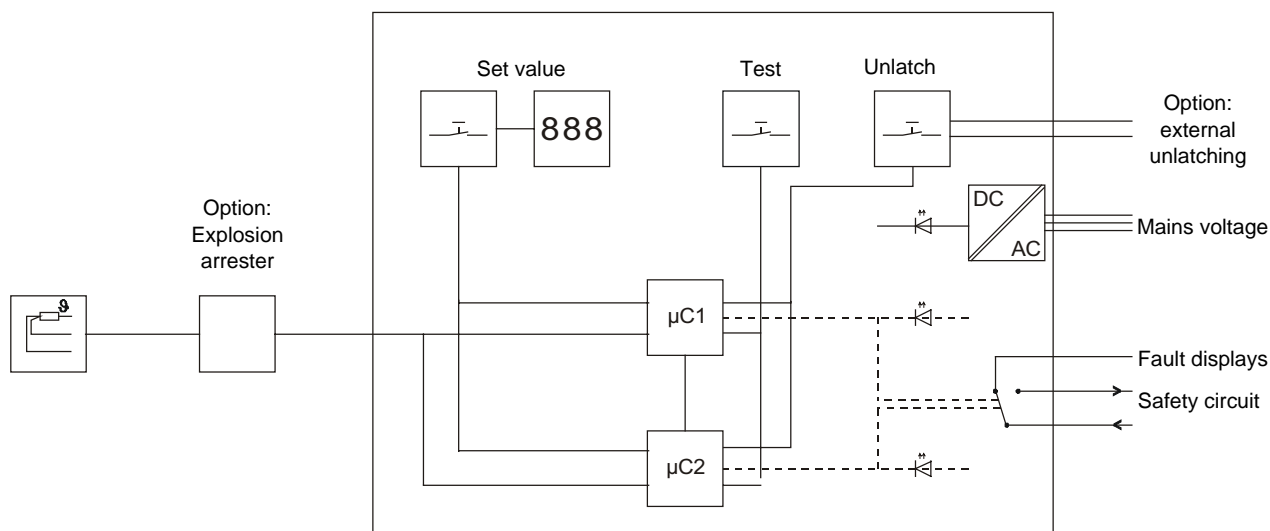 Set value
Test
Unlatch
888
Option:
external
unlatching
Option:
Explosion
arrester
DC
AC
Mains voltage
ϑ
µC1
Fault displays
Safety circuit
µC2